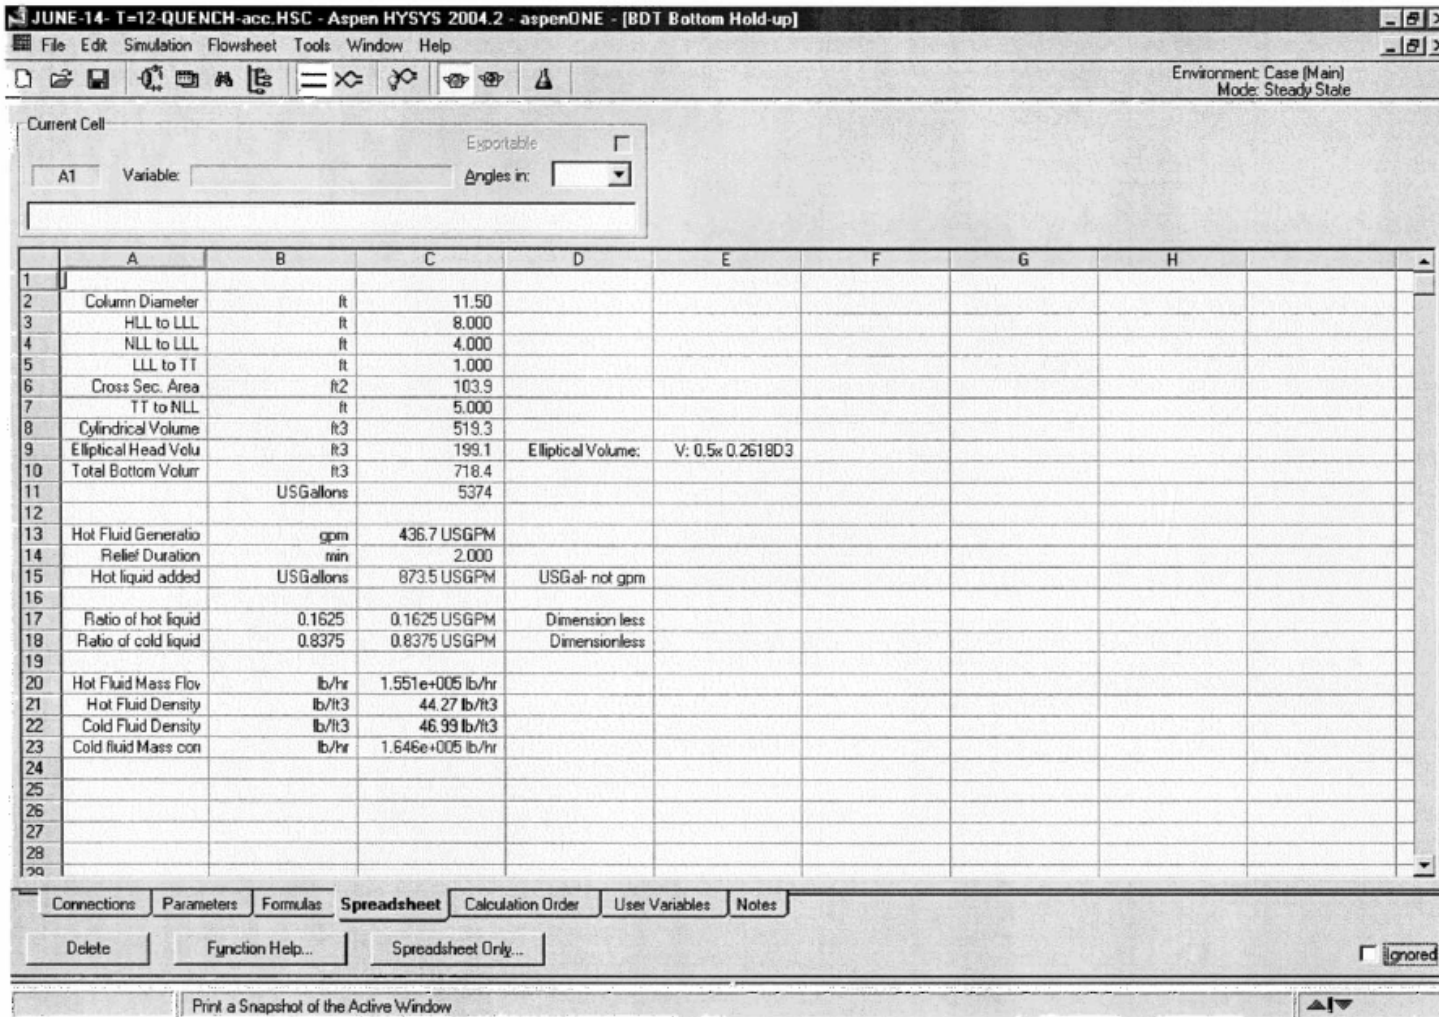 JUNE-14- T=12-QUENCH-acc.HSC - Aspen HYSYS 2004.2 - aspenONE - [BDT Bottom Hold-up]
File Edit Simulation Flowsheet Tools Window Help
Environment: Case (Main)
Mode: Steady State
Current Cell
Exportable
A1 Variable: Angles in:
A B C D E F G H
1
2 Column Diameter ft 11.50
3 HLL to LLL ft 8.000
4 NLL to LLL ft 4.000
5 LLL to TT ft 1.000
6 Cross Sec. Area ft2 103.9
7 TT to NLL ft 5.000
8 Cylindrical Volume ft3 519.3
9 Elliptical Head Volu ft3 199.1 Elliptical Volume: V: 0.5x 0.2618D3
10 Total Bottom Volur ft3 718.4
11 USGallons 5374
12
13 Hot Fluid Generatio gpm 436.7 USGPM
14 Relief Duration min 2.000
15 Hot liquid added USGallons 873.5 USGPM USGal- not gpm
16
17 Ratio of hot liquid 0.1625 0.1625 USGPM Dimension less
18 Ratio of cold liquid 0.8375 0.8375 USGPM Dimensionless
19
20 Hot Fluid Mass Flov lb/hr 1.551e+005 lb/hr
21 Hot Fluid Density lb/ft3 44.27 lb/ft3
22 Cold Fluid Density lb/ft3 46.99 lb/ft3
23 Cold fluid Mass con lb/hr 1.646e+005 lb/hr
24
25
26
27
28
29
Connections Parameters Formulas Spreadsheet Calculation Order User Variables Notes
Delete Function Help... Spreadsheet Only... Ignored
Print a Snapshot of the Active Window